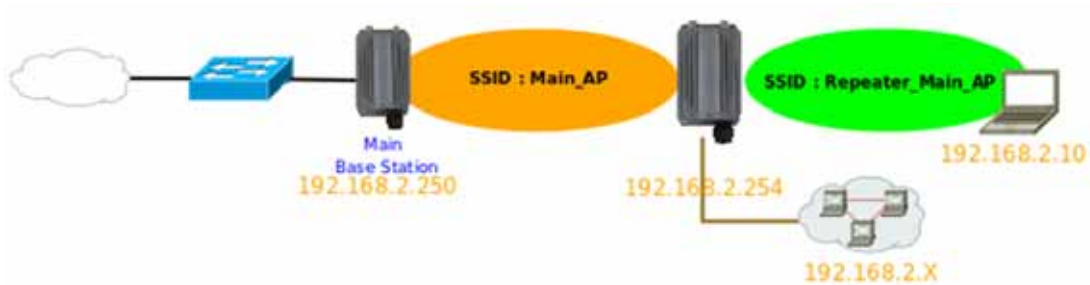 SSID : Main_AP
SSID : Repeater_Main_AP
Main
Base Station
192.168.2.250
192.168.2.254
192.168.2.10
192.168.2.X